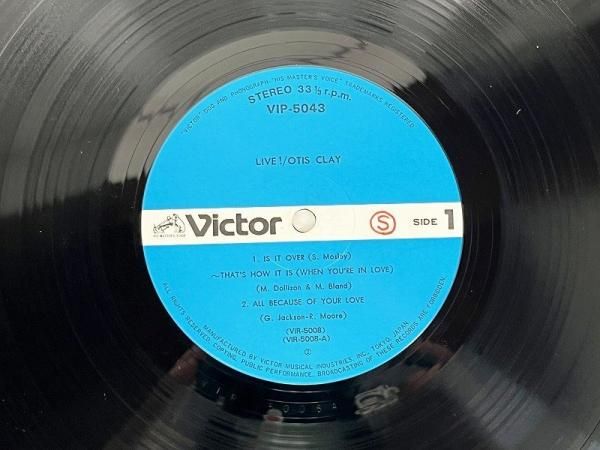 "VICTOR" "DOG AND PHONOGRAPH" "HIS MASTER'S VOICE" TRADEMARKS REGISTERED
STEREO 33 1/3 r.p.m.
VIP-5043
LIVE!/OTIS CLAY
Victor
S
SIDE 1
1. IS IT OVER (S. Mosley)
~THAT'S HOW IT IS (WHEN YOU'RE IN LOVE)
(M. Dollison & M. Bland)
2. ALL BECAUSE OF YOUR LOVE
(G. Jackson-R. Moore)
(VIR-5008)
(VIR-5008-A)
MANUFACTURED BY VICTOR MUSICAL INDUSTRIES, INC., TOKYO, JAPAN
ALL RIGHTS RESERVED. COPYING, PUBLIC PERFORMANCE, BROADCASTING OF THESE RECORDS ARE FORBIDDEN.